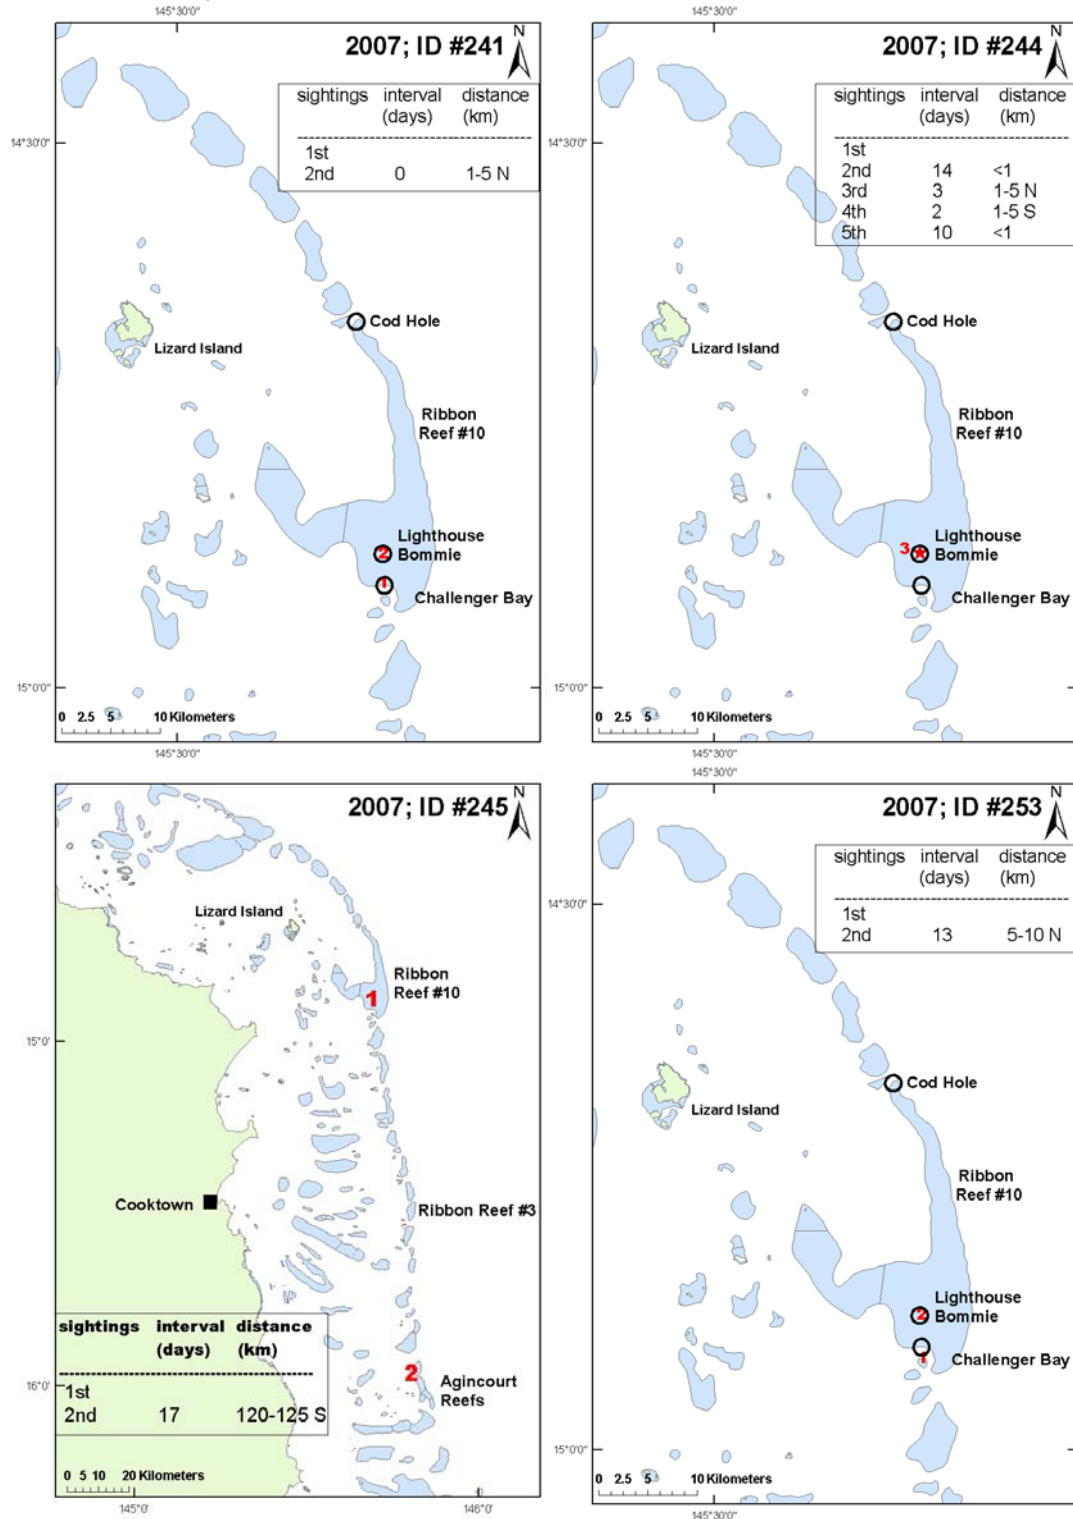 145°30'0"
145°30'0"
2007; ID #241
N
sightings interval distance
(days) (km)
1st
2nd 0 1-5 N
14°3'0"
Cod Hole
Lizard Island
Ribbon
Reef #10
Lighthouse
Bommie
2
1
Challenger Bay
15°0'0"
0 2.5 5 10 Kilometers
145°30'0"
2007; ID #244
N
sightings interval distance
(days) (km)
1st
2nd 14 <1
3rd 3 1-5 N
4th 2 1-5 S
5th 10 <1
14°3'0"
Cod Hole
Lizard Island
Ribbon
Reef #10
Lighthouse
Bommie
3
Challenger Bay
15°0'0"
0 2.5 5 10 Kilometers
145°30'0"
145°30'0"
2007; ID #245
N
Lizard Island
Ribbon
Reef #10
1
15°0'
Cooktown
Ribbon Reef #3
sightings interval distance
(days) (km)
1st
2nd 17 120-125 S
2
Agincourt
Reefs
16°0'
0 5 10 20 Kilometers
145°0'
146°0'
2007; ID #253
N
sightings interval distance
(days) (km)
1st
2nd 13 5-10 N
14°3'0"
Cod Hole
Lizard Island
Ribbon
Reef #10
Lighthouse
Bommie
2
1
Challenger Bay
15°0'0"
0 2.5 5 10 Kilometers
145°30'0"